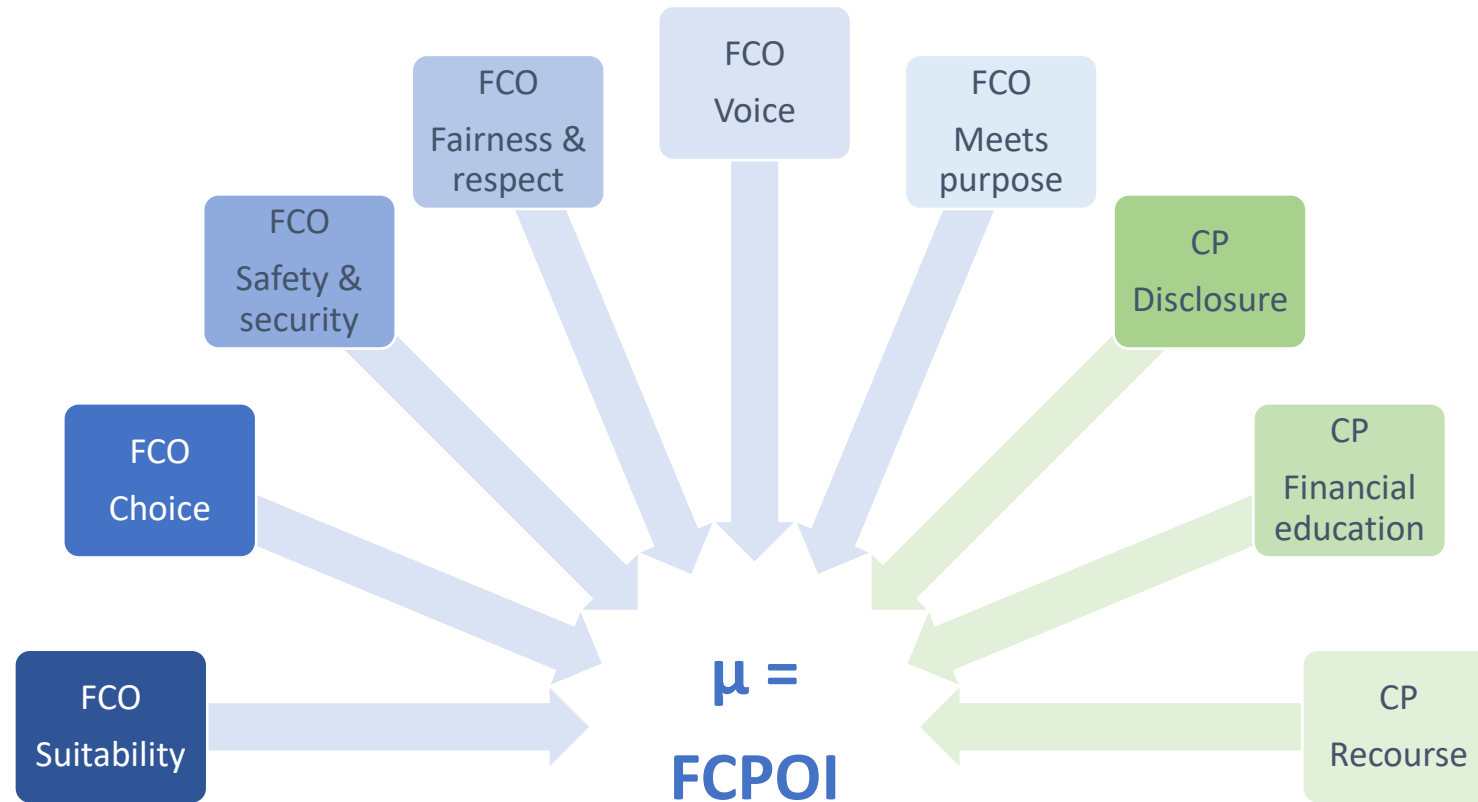 FCO
Suitability
FCO
Choice
FCO
Safety &
security
FCO
Fairness &
respect
FCO
Voice
FCO
Meets
purpose
CP
Disclosure
CP
Financial
education
CP
Recourse
µ =
FCPOI